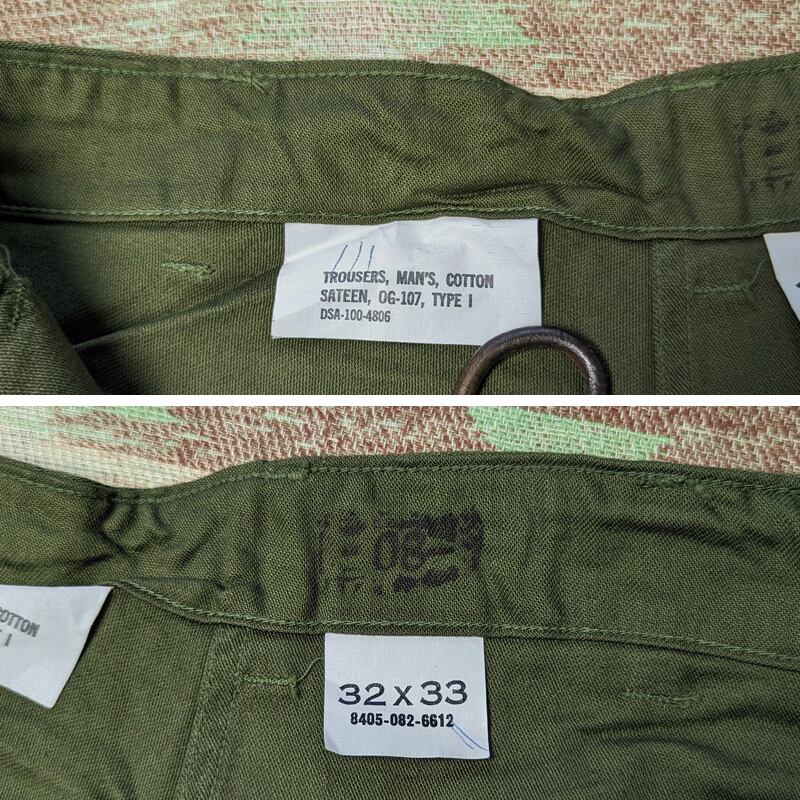 TROUSERS, MAN'S, COTTON
SATEEN, OG-107, TYPE I
DSA-100-4806
COTTON
I
32 X 33
8405-082-6612